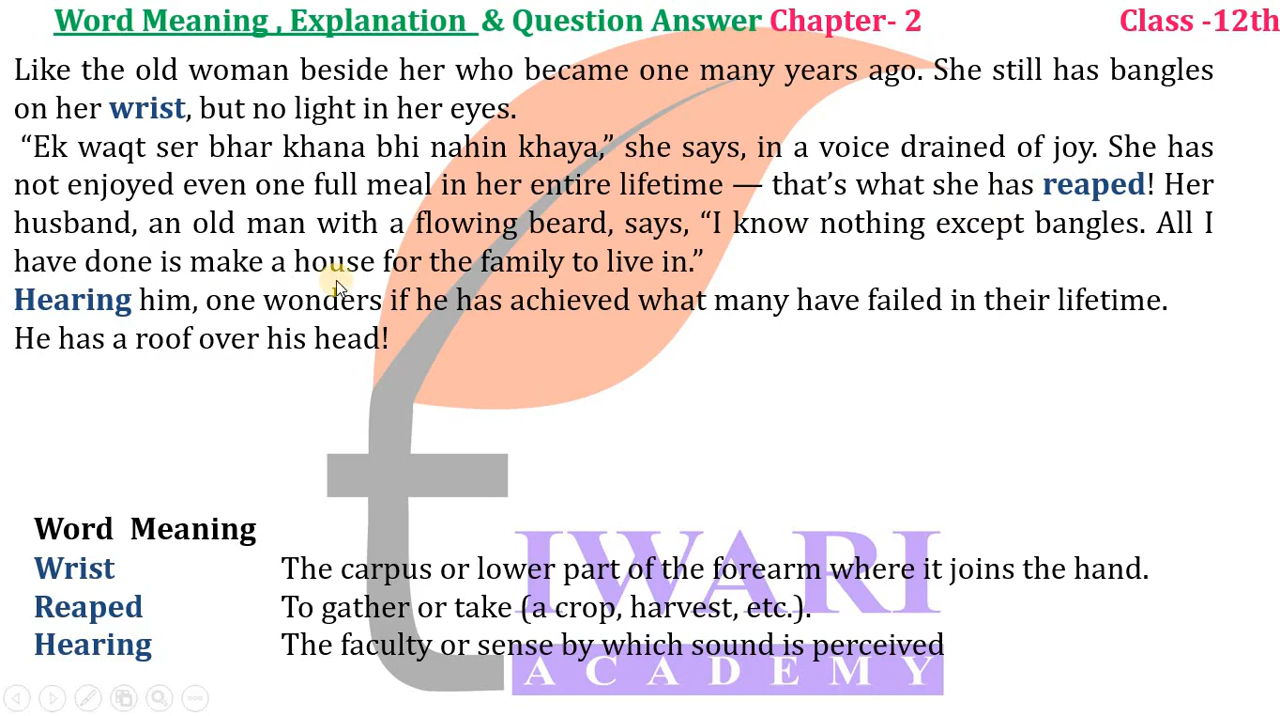 Word Meaning , Explanation & Question Answer Chapter- 2 Class -12th
Like the old woman beside her who became one many years ago. She still has bangles
on her wrist, but no light in her eyes.
“Ek waqt ser bhar khana bhi nahin khaya,” she says, in a voice drained of joy. She has
not enjoyed even one full meal in her entire lifetime — that’s what she has reaped! Her
husband, an old man with a flowing beard, says, “I know nothing except bangles. All I
have done is make a house for the family to live in.”
Hearing him, one wonders if he has achieved what many have failed in their lifetime.
He has a roof over his head!
Word Meaning
Wrist The carpus or lower part of the forearm where it joins the hand.
Reaped To gather or take (a crop, harvest, etc.).
Hearing The faculty or sense by which sound is perceived
tIWARI
ACADEMY